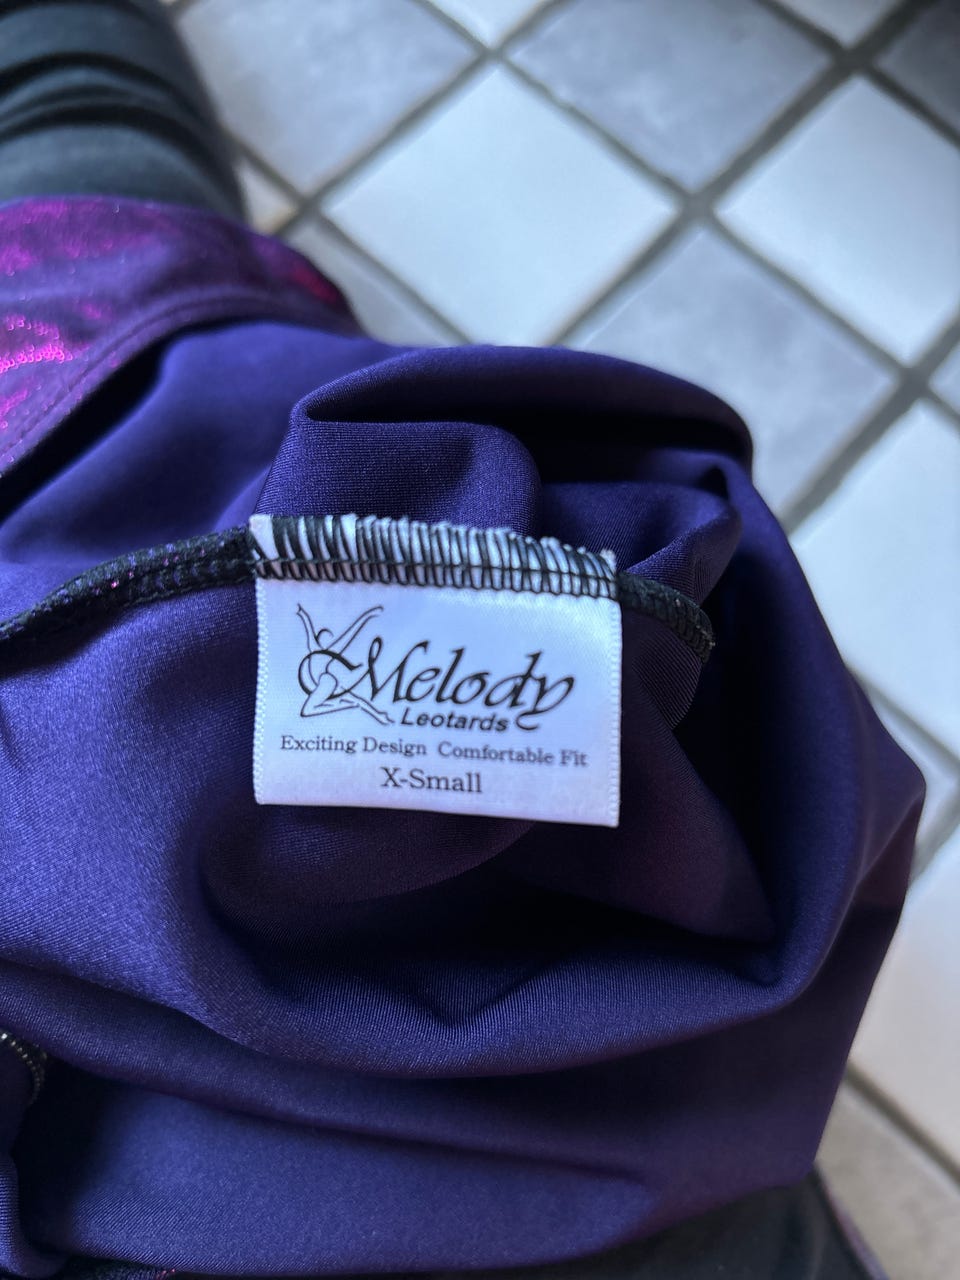 Melody
Leotards
Exciting Design Comfortable Fit
X-Small